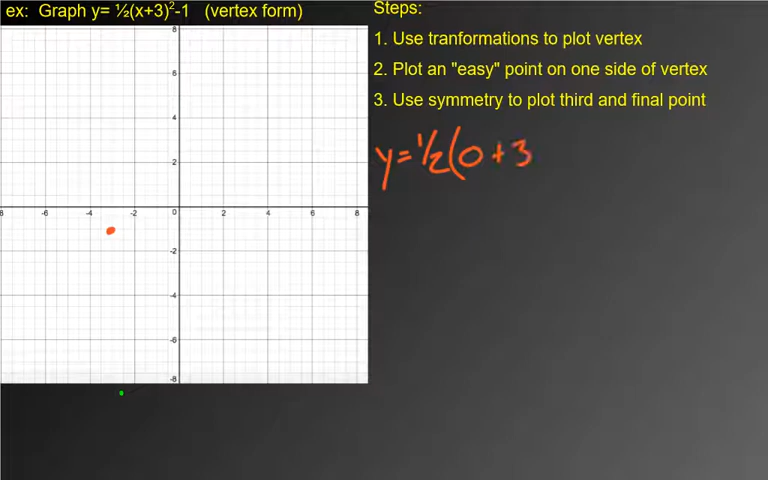 ex: Graph y= ½(x+3)²-1 (vertex form)
Steps:
1. Use tranformations to plot vertex
2. Plot an "easy" point on one side of vertex
3. Use symmetry to plot third and final point
y=½(0+3
8
6
4
2
8 -6 -4 -2 0 2 4 6 8
-2
-4
-6
-8